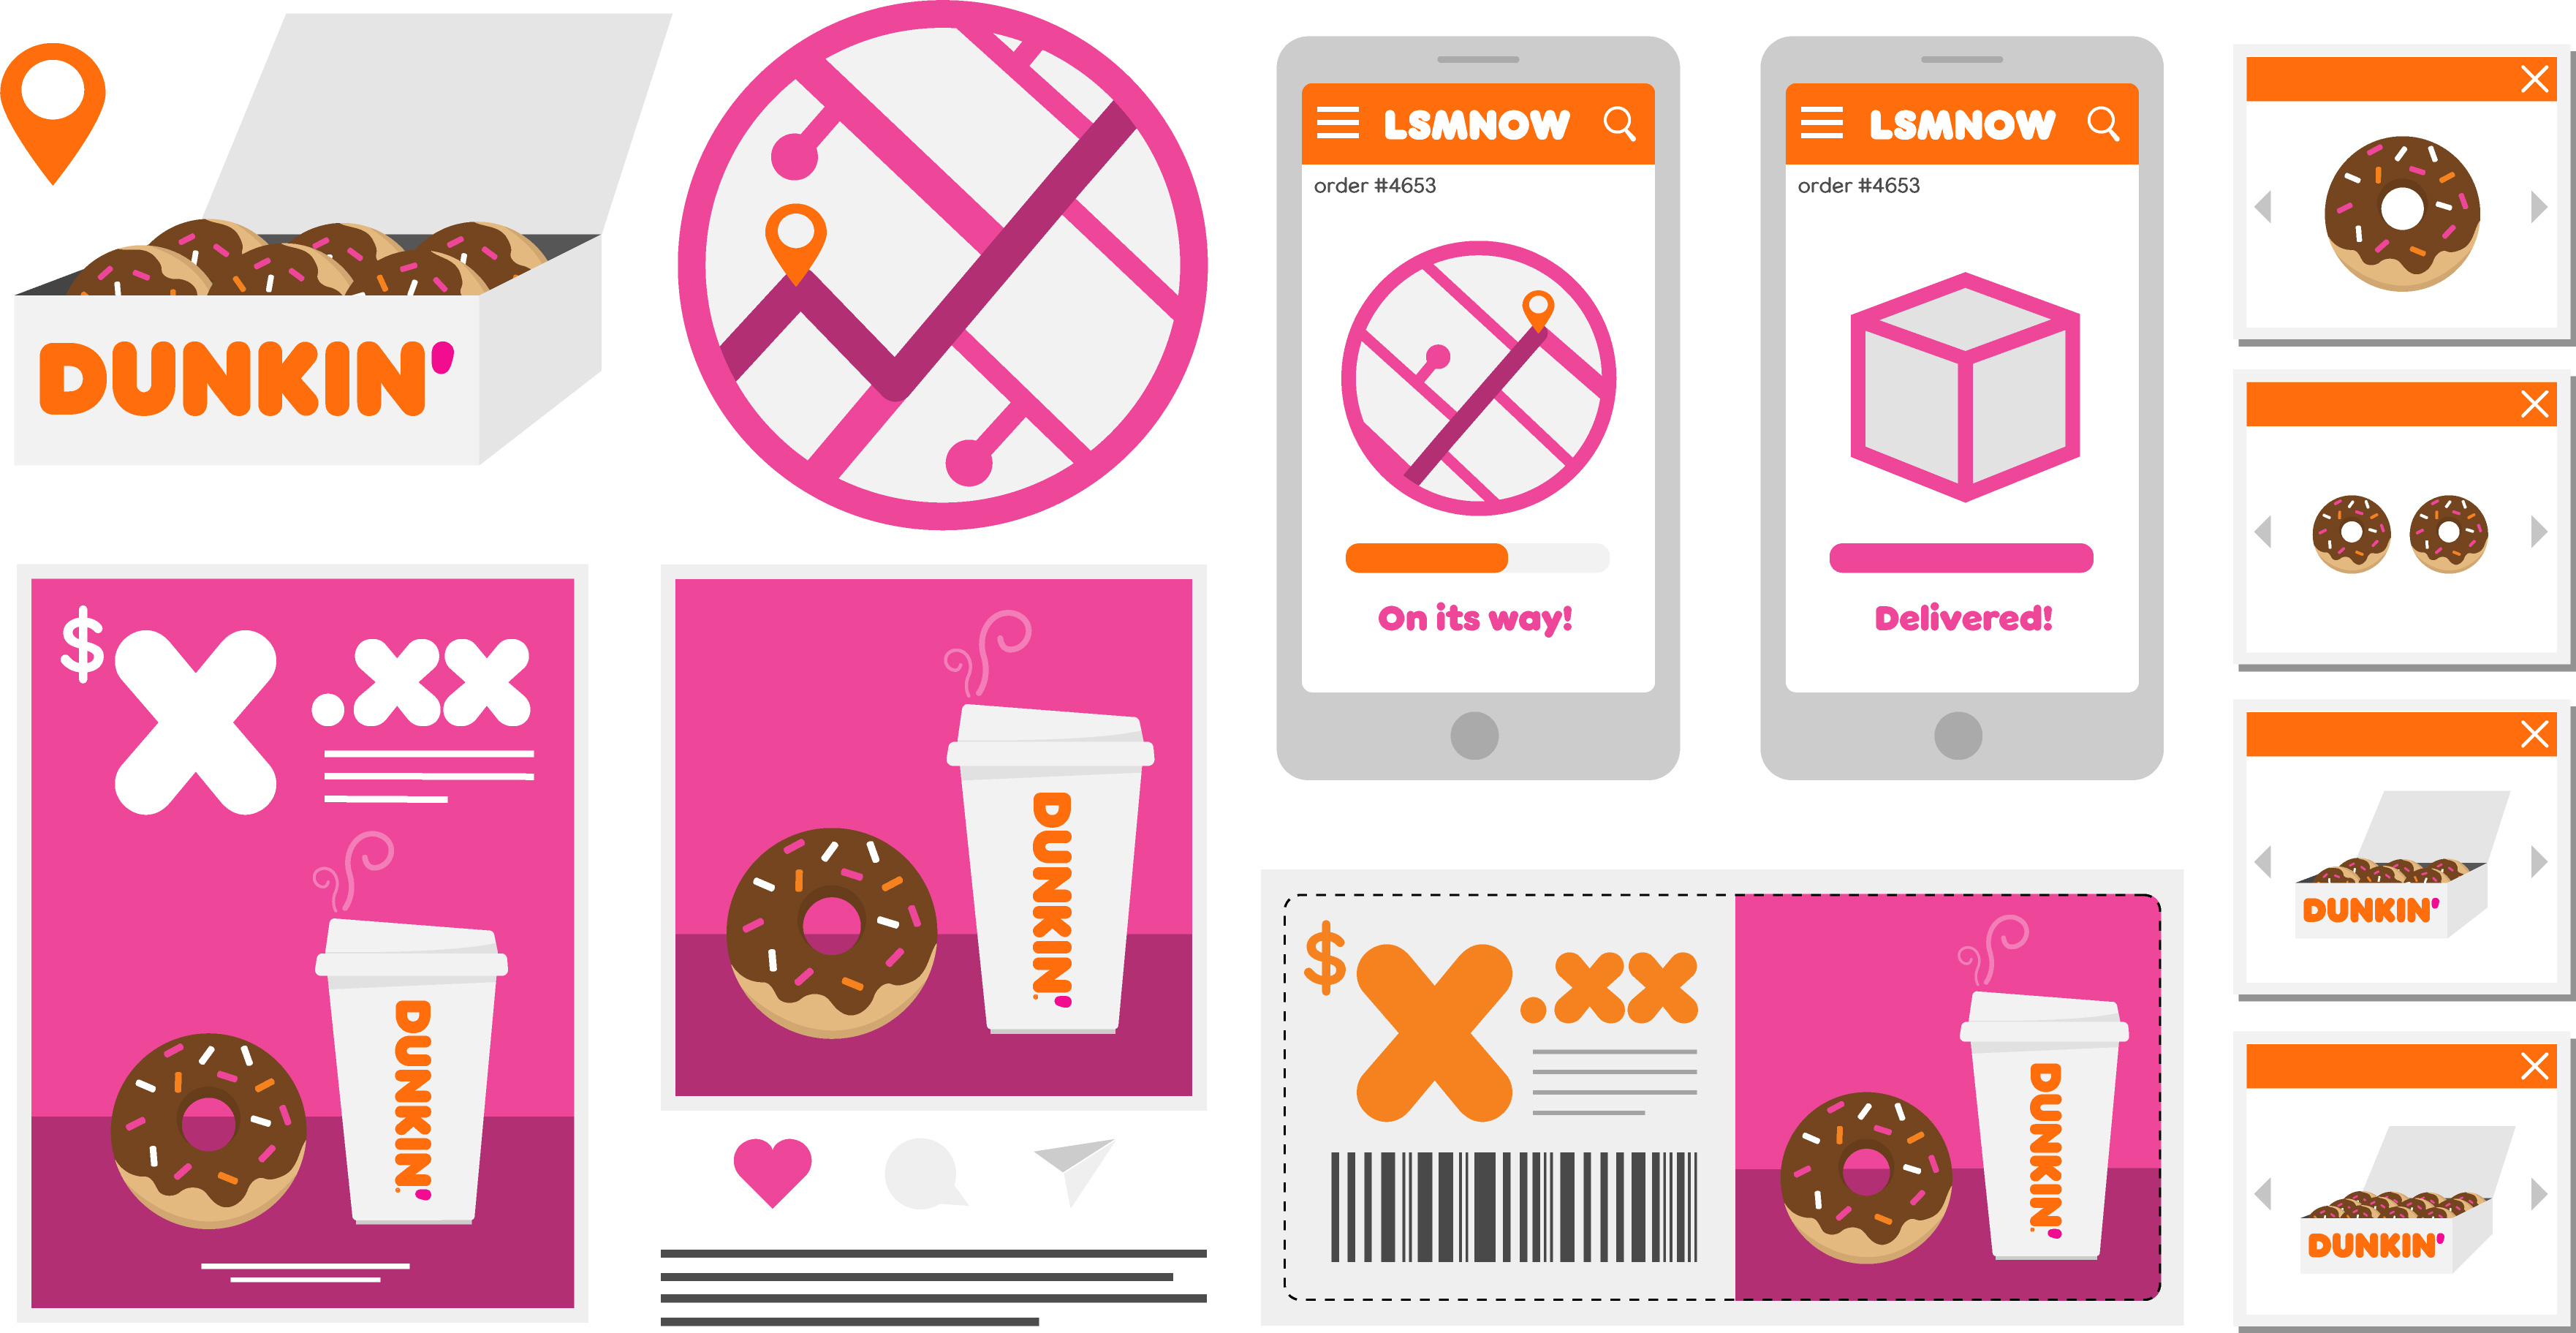 DUNKIN'
LSMNOW
order #4653
On its way!
LSMNOW
order #4653
Delivered!
$X.XX
DUNKIN'
DUNKIN'
$X.XX
DUNKIN'
DUNKIN'
DUNKIN'